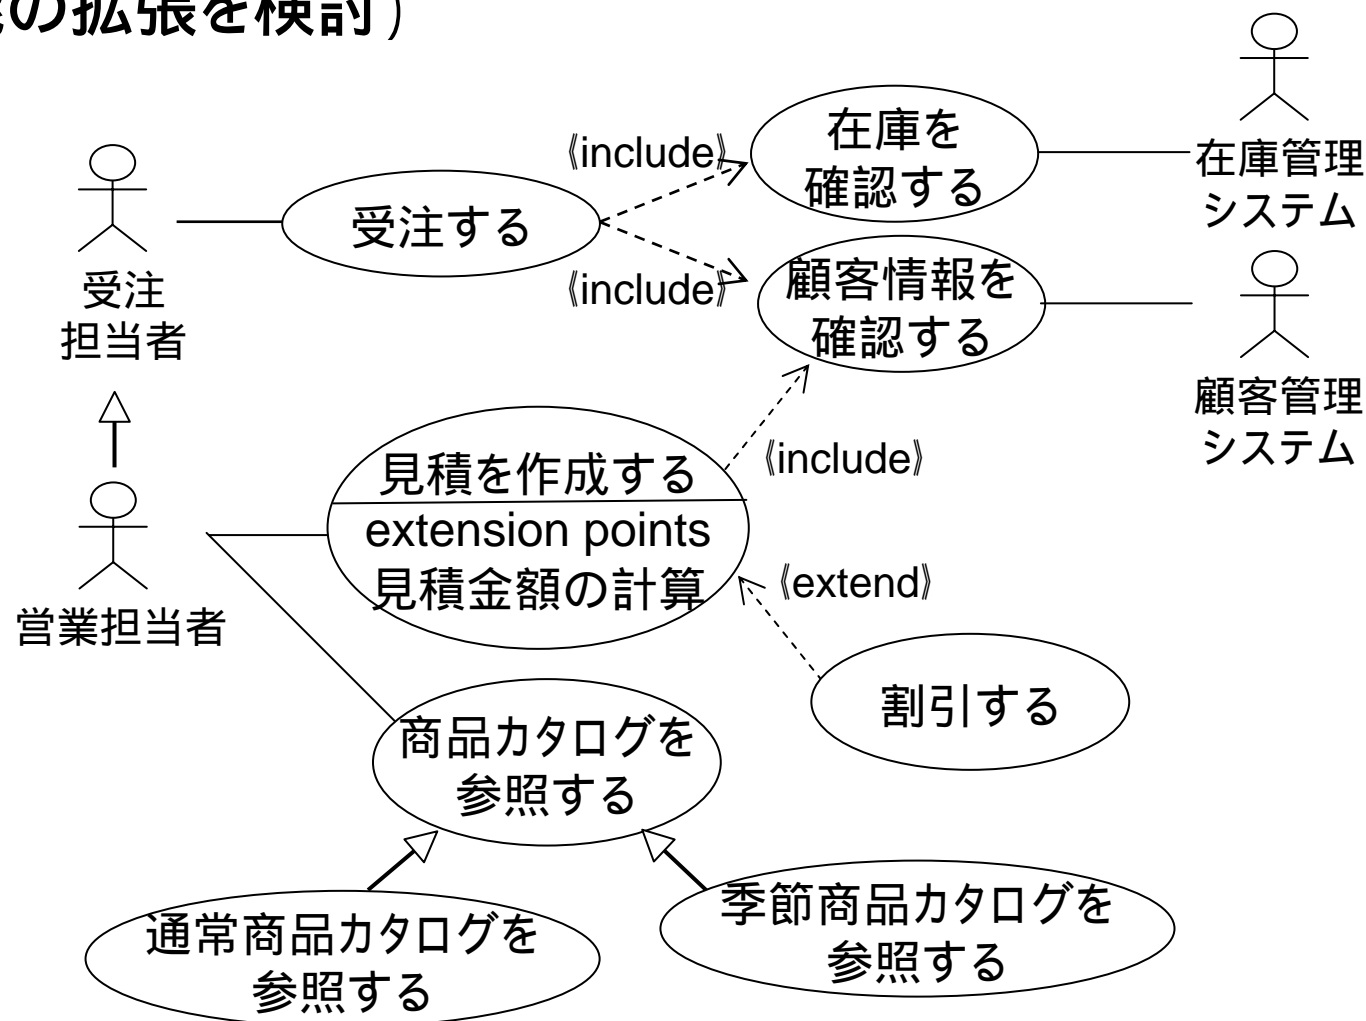 の拡張を検討)
在庫を
確認する
《include》
在庫管理
システム
受注する
受注
担当者
《include》
顧客情報を
確認する
顧客管理
システム
見積を作成する
extension points
見積金額の計算
《include》
《extend》
営業担当者
割引する
商品カタログを
参照する
通常商品カタログを
参照する
季節商品カタログを
参照する